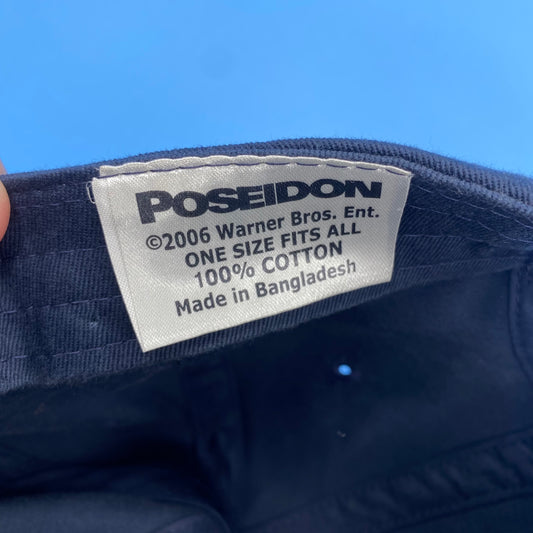 POSEIDON
©2006 Warner Bros. Ent.
ONE SIZE FITS ALL
100% COTTON
Made in Bangladesh